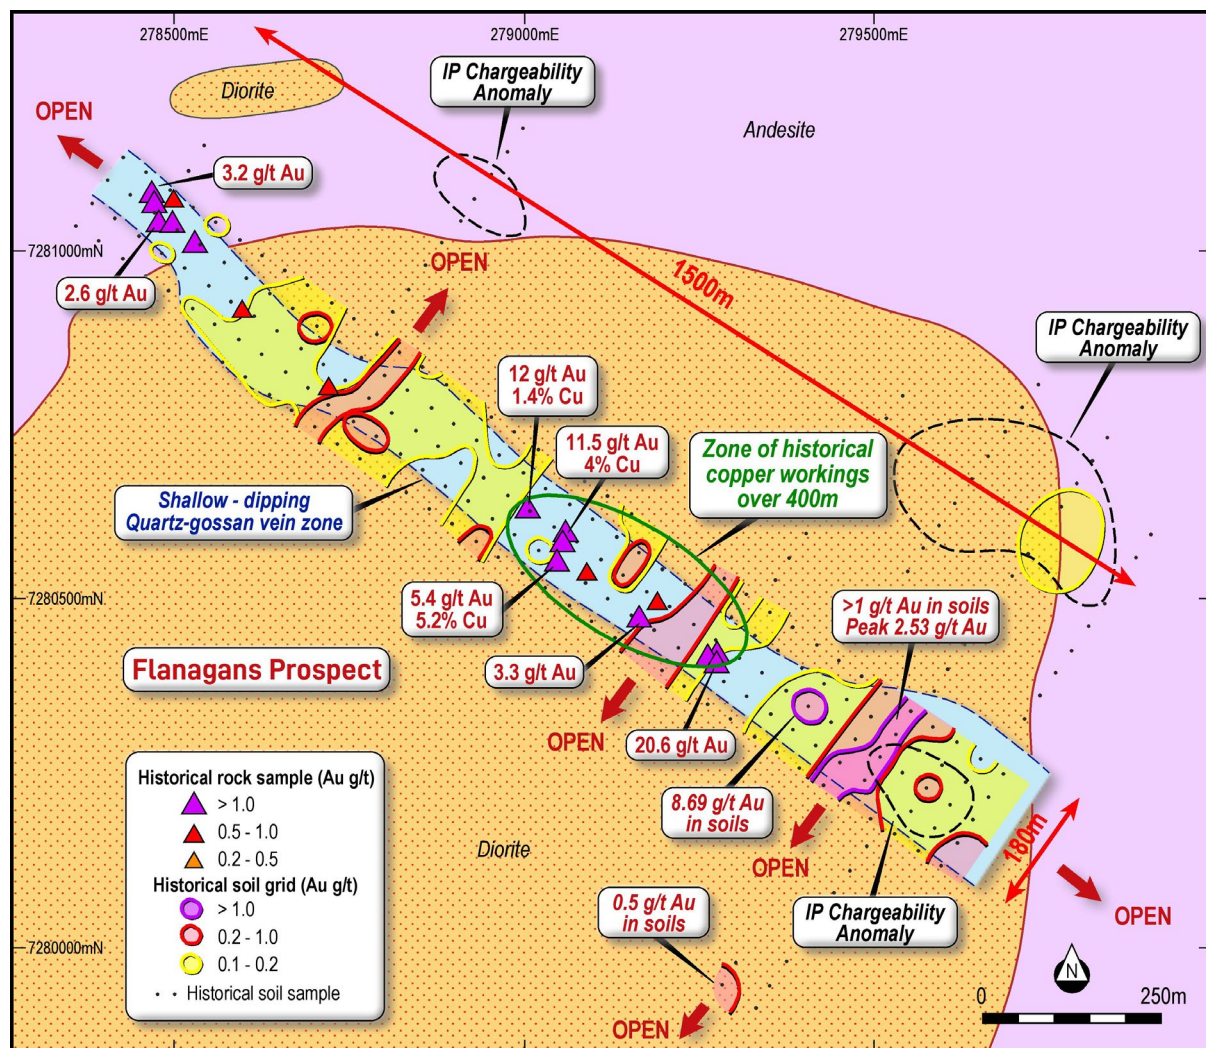 278500mE
279000mE
279500mE
IP Chargeability
Anomaly
Diorite
OPEN
Andesite
3.2 g/t Au
7281000mN
OPEN
1500m
2.6 g/t Au
IP Chargeability
Anomaly
12 g/t Au
1.4% Cu
11.5 g/t Au
4% Cu
Zone of historical
copper workings
over 400m
Shallow - dipping
Quartz-gossan vein zone
5.4 g/t Au
5.2% Cu
7280500mN
>1 g/t Au in soils
Peak 2.53 g/t Au
Flanagans Prospect
3.3 g/t Au
OPEN
20.6 g/t Au
8.69 g/t Au
in soils
180m
Diorite
OPEN
IP Chargeability
Anomaly
OPEN
0.5 g/t Au
in soils
OPEN
Historical rock sample (Au g/t)
> 1.0
0.5 - 1.0
0.2 - 0.5
Historical soil grid (Au g/t)
> 1.0
0.2 - 1.0
0.1 - 0.2
Historical soil sample
7280000mN
N
0
250m